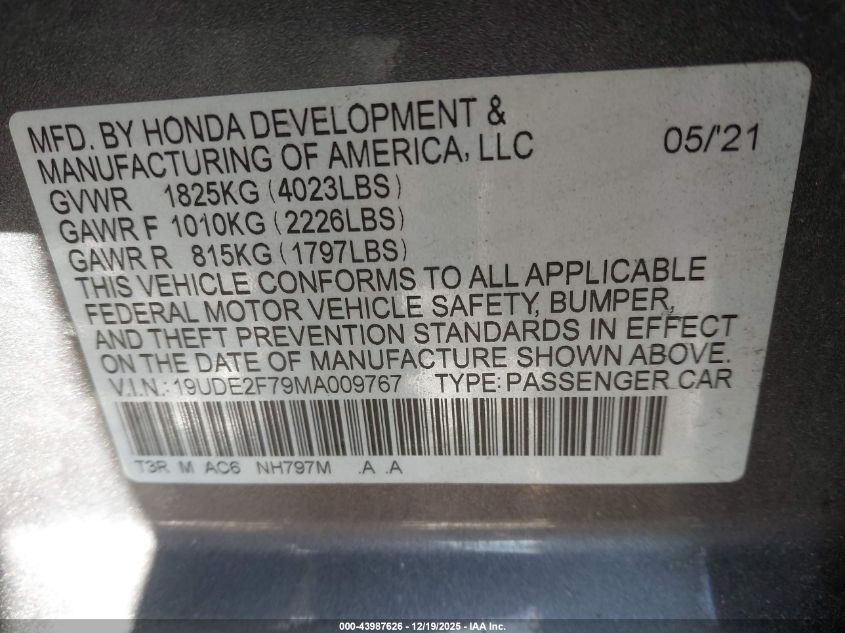 MFD. BY HONDA DEVELOPMENT & 05/'21
MANUFACTURING OF AMERICA, LLC
GVWR 1825KG (4023LBS)
GAWR F 1010KG (2226LBS)
GAWR R 815KG (1797LBS)
THIS VEHICLE CONFORMS TO ALL APPLICABLE
FEDERAL MOTOR VEHICLE SAFETY, BUMPER,
AND THEFT PREVENTION STANDARDS IN EFFECT
ON THE DATE OF MANUFACTURE SHOWN ABOVE.
V.I.N.: 19UDE2F79MA009767 TYPE: PASSENGER CAR
T3R M AC6 NH797M .A .A
000-43987626 - 12/19/2025 - IAA Inc.